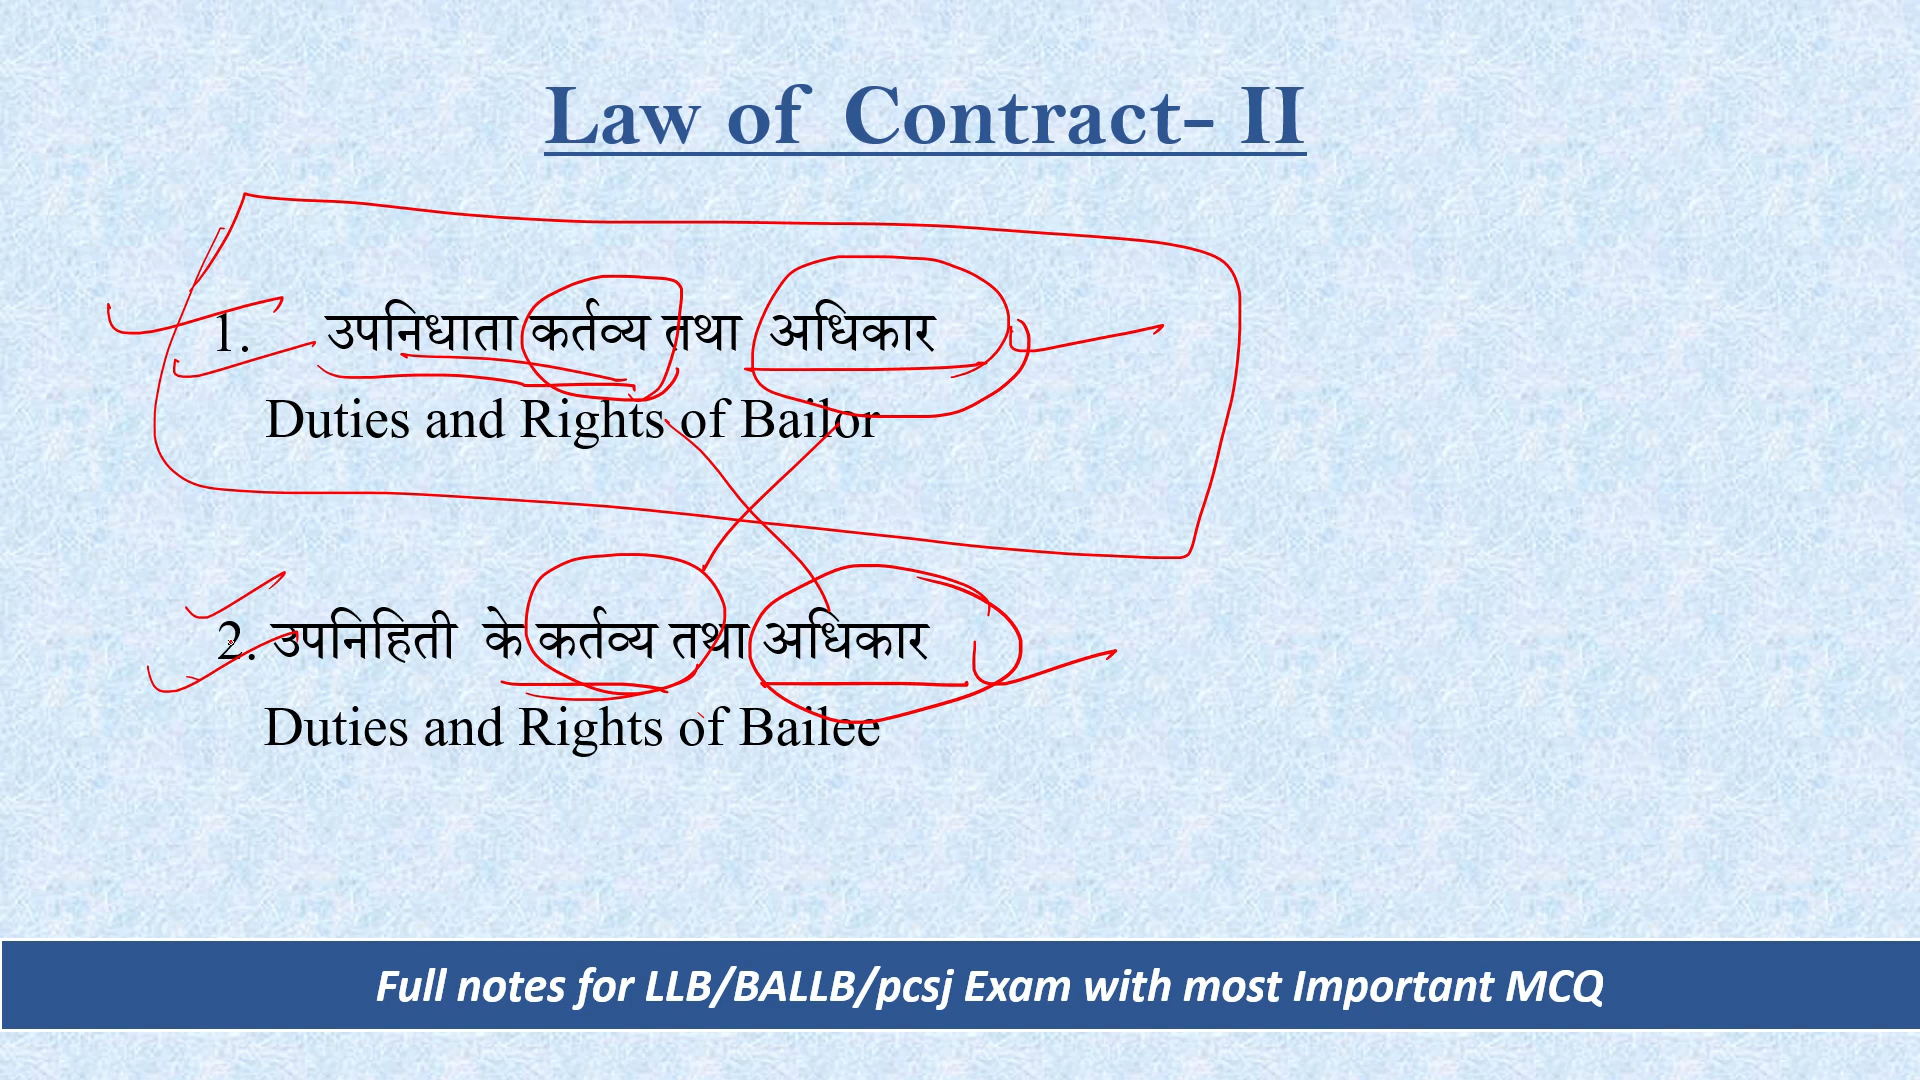 Law of Contract- II
1. उपनिधाता कर्तव्य तथा अधिकार
Duties and Rights of Bailor
2. उपनिहिती के कर्तव्य तथा अधिकार
Duties and Rights of Bailee
Full notes for LLB/BALLB/pcsj Exam with most Important MCQ